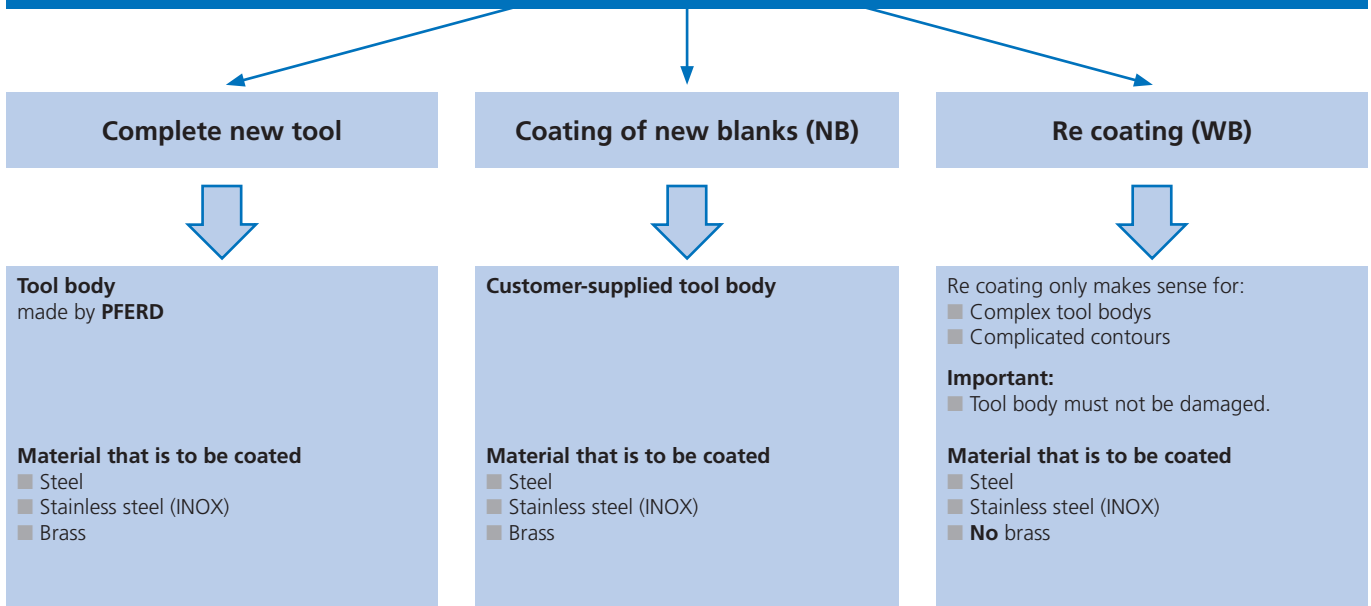 Complete new tool
Coating of new blanks (NB)
Re coating (WB)
Tool body
made by PFERD
Material that is to be coated
■ Steel
■ Stainless steel (INOX)
■ Brass
Customer-supplied tool body
Material that is to be coated
■ Steel
■ Stainless steel (INOX)
■ Brass
Re coating only makes sense for:
■ Complex tool bodys
■ Complicated contours
Important:
■ Tool body must not be damaged.
Material that is to be coated
■ Steel
■ Stainless steel (INOX)
■ No brass